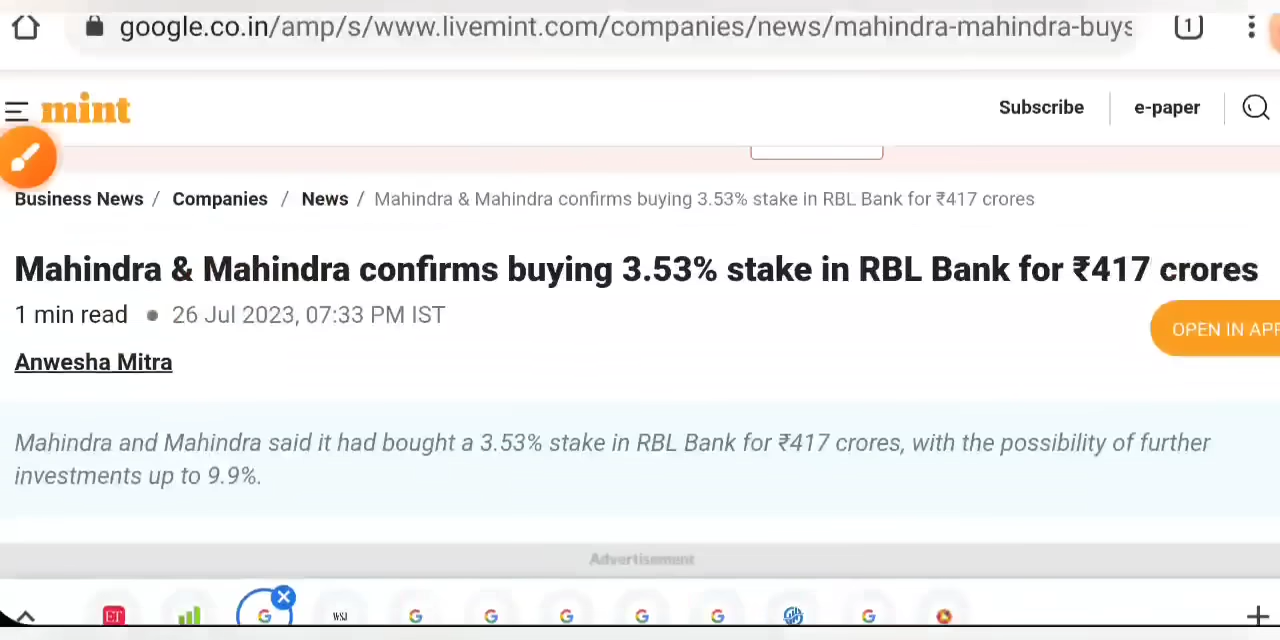 google.co.in/amp/s/www.livemint.com/companies/news/mahindra-mahindra-buys
1
mint
Subscribe
e-paper
Business News / Companies / News / Mahindra & Mahindra confirms buying 3.53% stake in RBL Bank for ₹417 crores
Mahindra & Mahindra confirms buying 3.53% stake in RBL Bank for ₹417 crores
1 min read • 26 Jul 2023, 07:33 PM IST
OPEN IN APP
Anwesha Mitra
Mahindra and Mahindra said it had bought a 3.53% stake in RBL Bank for ₹417 crores, with the possibility of further
investments up to 9.9%.
Advertisement
ET
G
WSJ
G
G
G
G
G
G